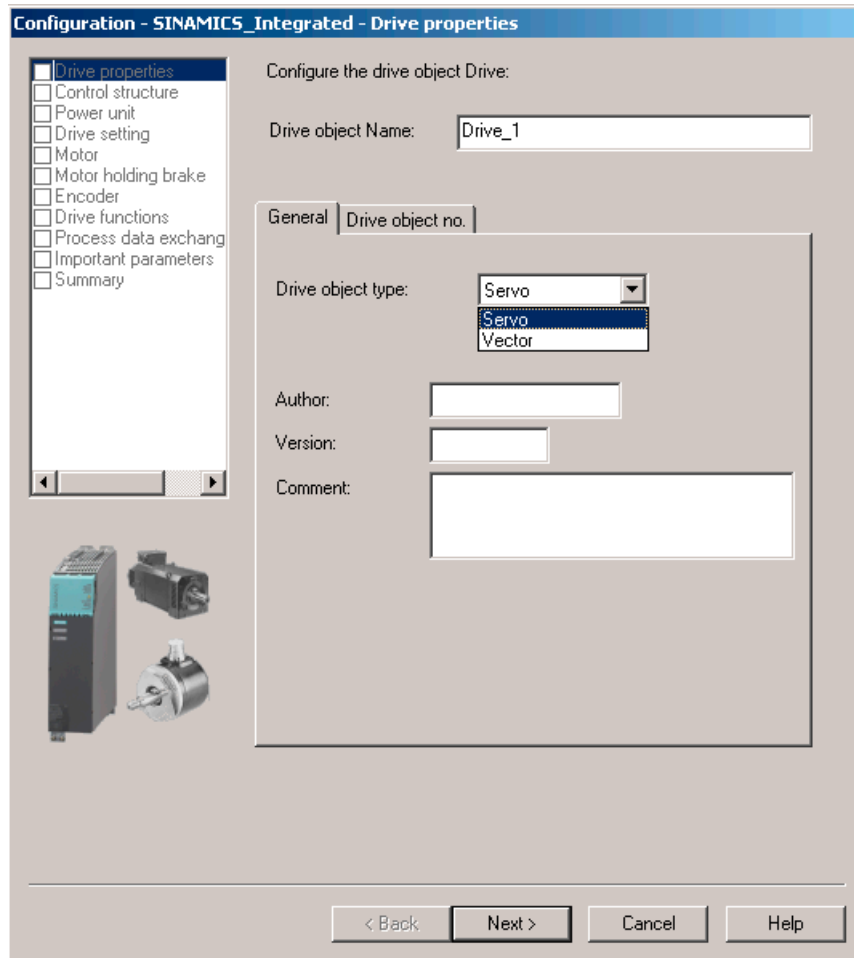 Configuration - SINAMICS_Integrated - Drive properties
Drive properties
Control structure
Power unit
Drive setting
Motor
Motor holding brake
Encoder
Drive functions
Process data exchang
Important parameters
Summary
Configure the drive object Drive:
Drive object Name: Drive_1
General Drive object no.
Drive object type: Servo
Servo
Vector
Author:
Version:
Comment:
< Back Next > Cancel Help